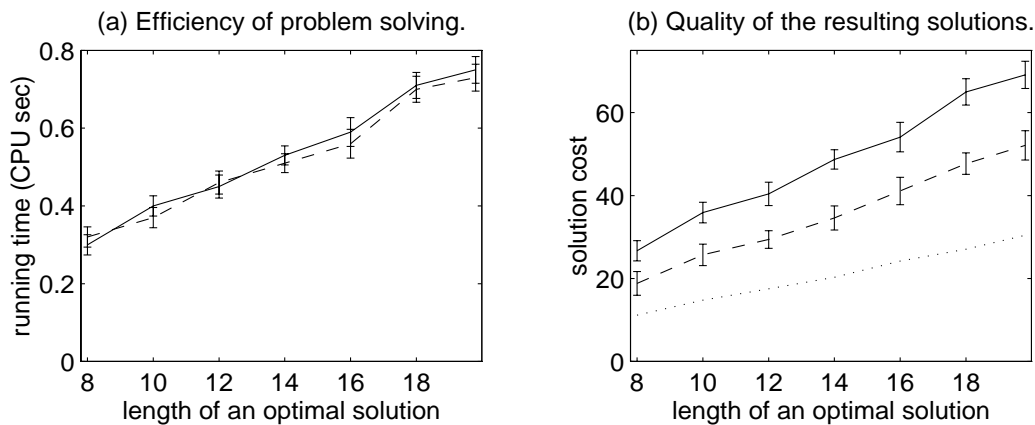 (a) Efficiency of problem solving.
running time (CPU sec)
0.8
0.6
0.4
0.2
0
8 10 12 14 16 18
length of an optimal solution
(b) Quality of the resulting solutions.
solution cost
60
40
20
0
8 10 12 14 16 18
length of an optimal solution